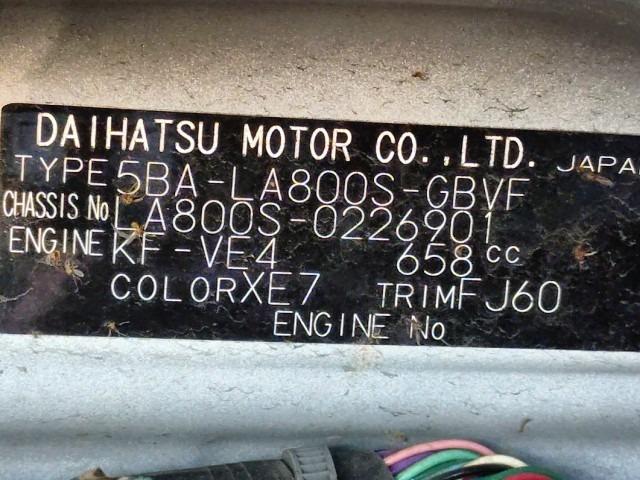 DAIHATSU MOTOR CO.,LTD. JAPAN
TYPE 5BA-LA800S-GBVF
CHASSIS No LA800S-0226901
ENGINE KF-VE4 658 cc
COLOR XE7 TRIM FJ60
ENGINE No